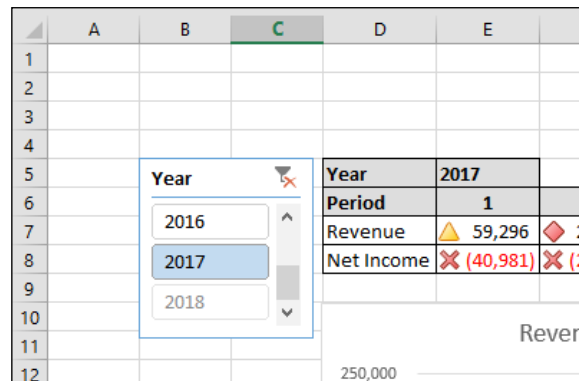 A B C D E
1
2
3
4
5 Year Year 2017
6 Period 1
7 2016 Revenue 59,296
8 2017 Net Income (40,981)
9
10 2018
11
12 250,000